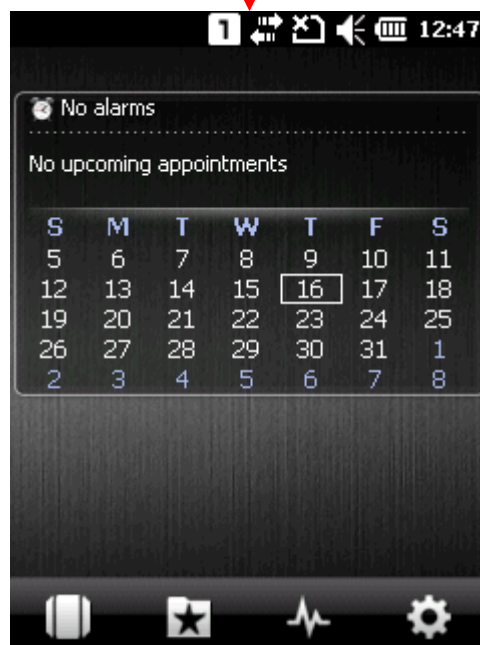 1 12:47
No alarms
No upcoming appointments
S M T W T F S
5 6 7 8 9 10 11
12 13 14 15 16 17 18
19 20 21 22 23 24 25
26 27 28 29 30 31 1
2 3 4 5 6 7 8